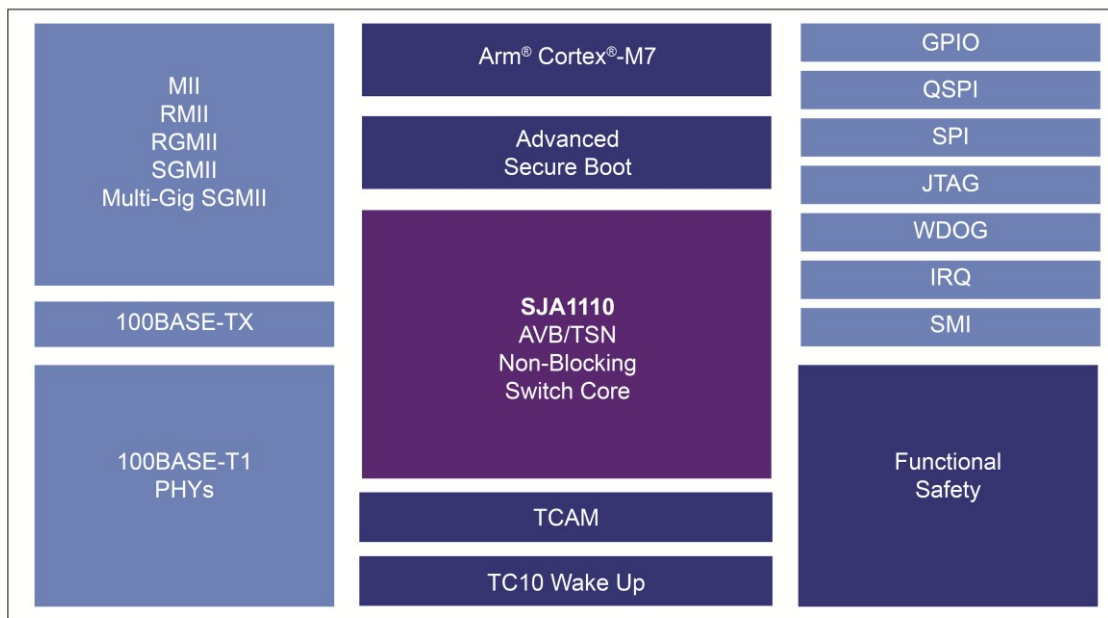 MII
RMII
RGMII
SGMII
Multi-Gig SGMII
100BASE-TX
100BASE-T1
PHYs
Arm® Cortex®-M7
Advanced
Secure Boot
SJA1110
AVB/TSN
Non-Blocking
Switch Core
TCAM
TC10 Wake Up
GPIO
QSPI
SPI
JTAG
WDOG
IRQ
SMI
Functional
Safety